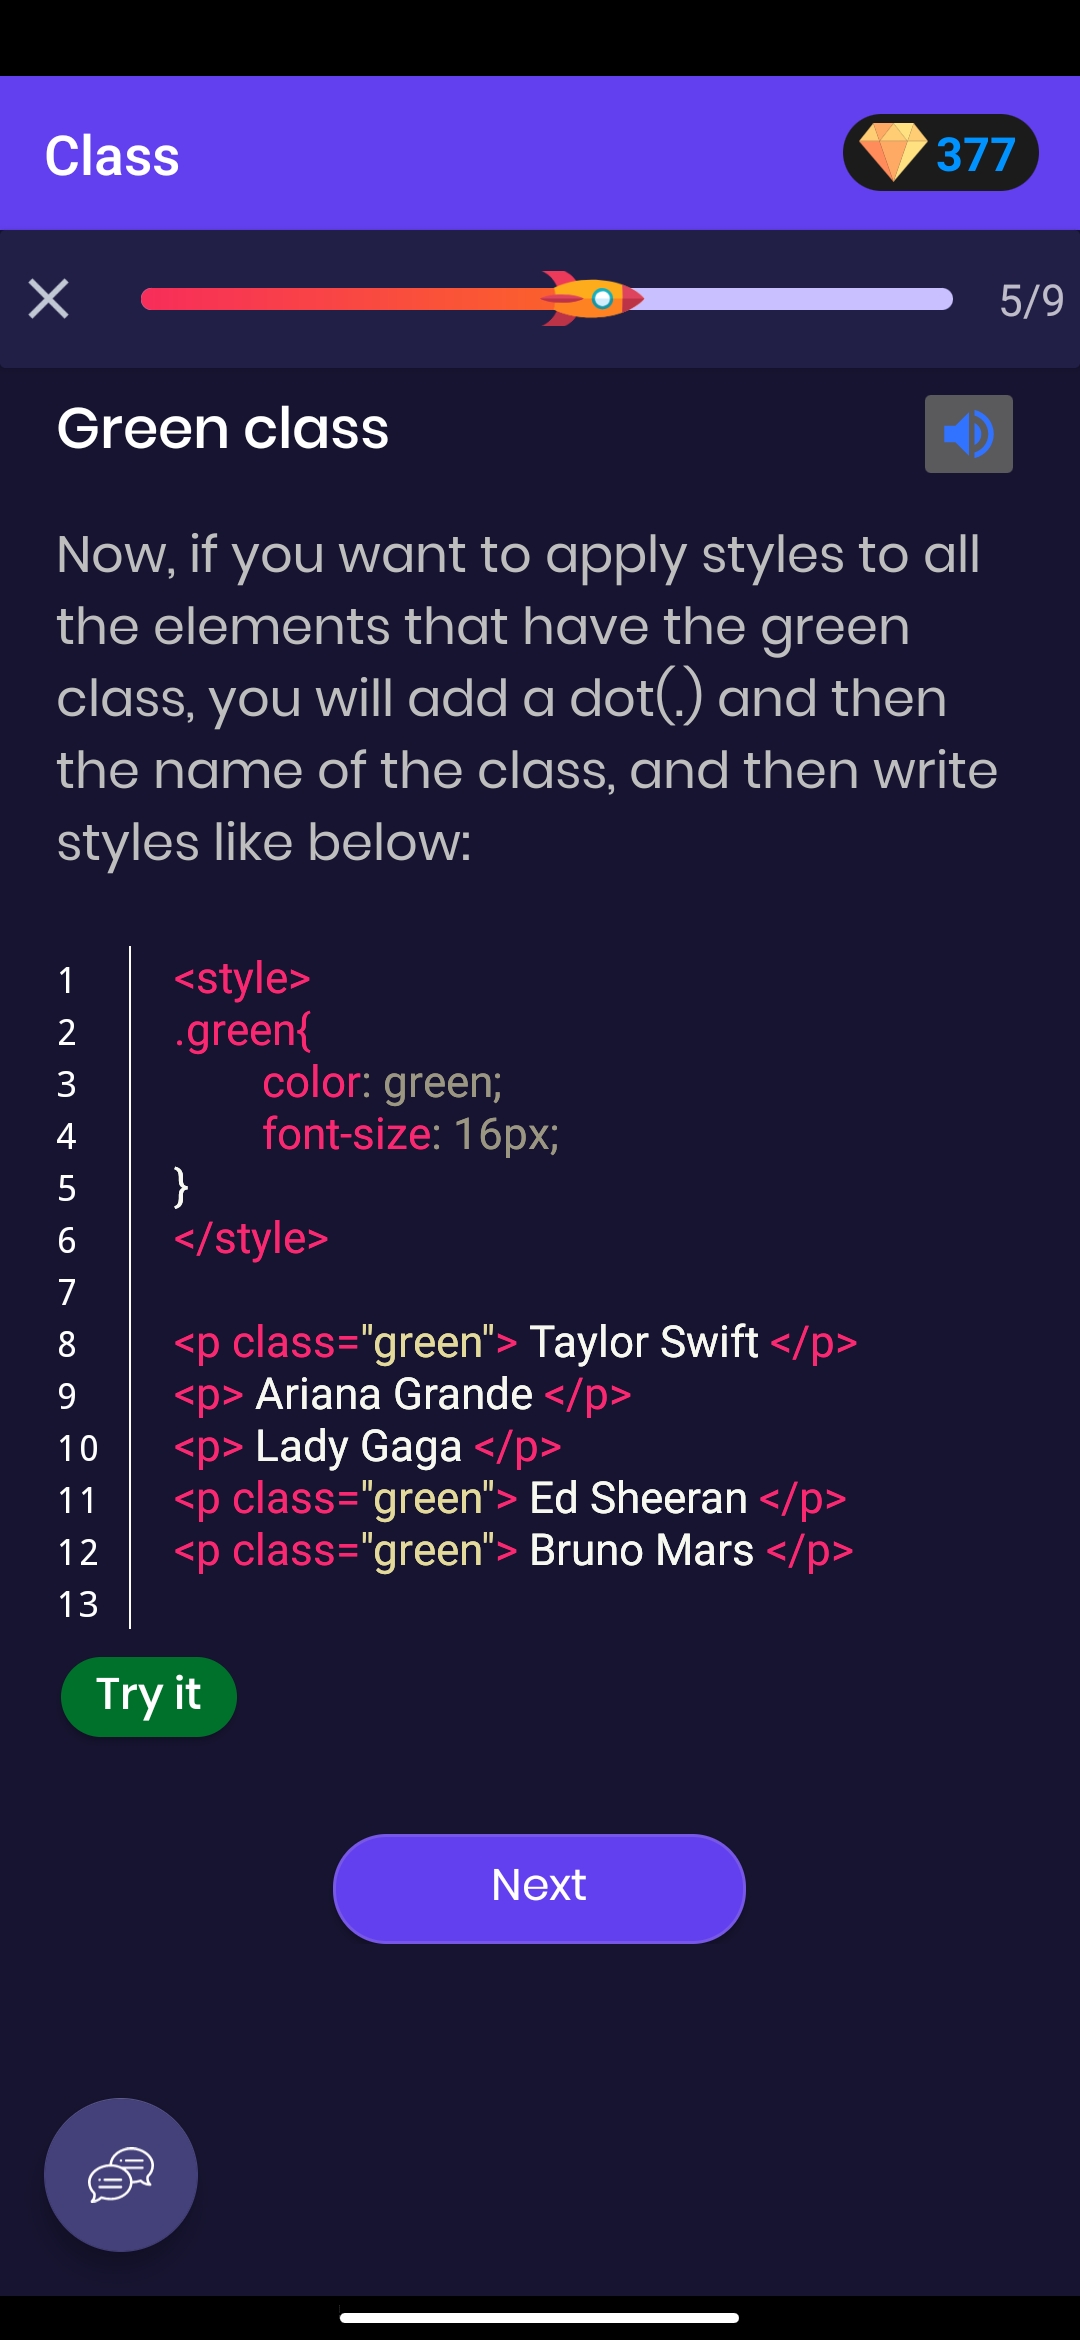 Class
377
5/9
Green class
Now, if you want to apply styles to all
the elements that have the green
class, you will add a dot(.) and then
the name of the class, and then write
styles like below:
1 <style>
2 .green{
3 color: green;
4 font-size: 16px;
5 }
6 </style>
7
8 <p class="green"> Taylor Swift </p>
9 <p> Ariana Grande </p>
10 <p> Lady Gaga </p>
11 <p class="green"> Ed Sheeran </p>
12 <p class="green"> Bruno Mars </p>
13
Try it
Next